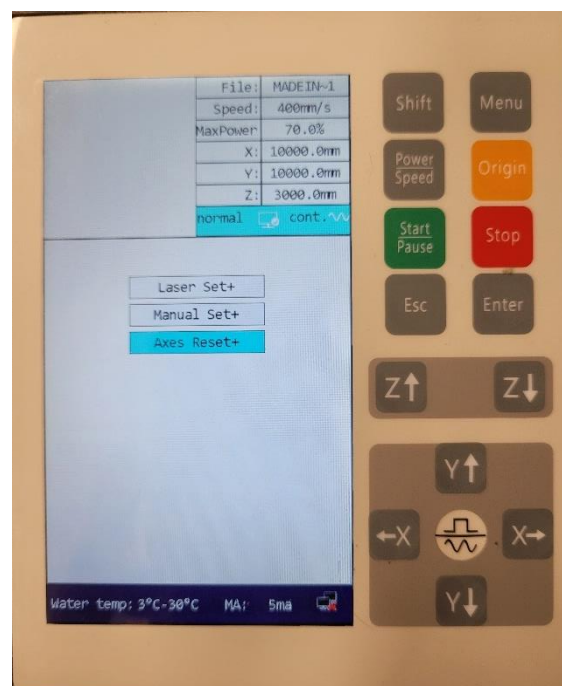 File: MADEIN~1
Speed: 400mm/s
MaxPower 70.0%
X: 10000.0mm
Y: 10000.0mm
Z: 3000.0mm
normal cont.
Laser Set+
Manual Set+
Axes Reset+
Water temp: 3°C-30°C MA: 5ma
Shift Menu
Power
Speed
Origin
Start
Pause
Stop
Esc Enter
Z↑ Z↓
Y↑
←X X→
Y↓